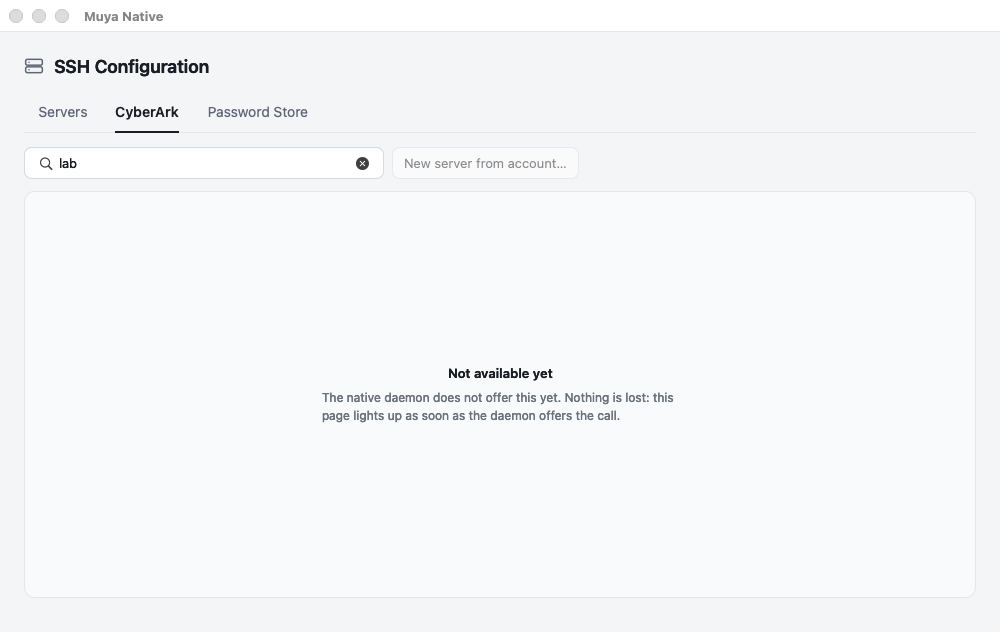 Muya Native
SSH Configuration
Servers CyberArk Password Store
lab New server from account...
Not available yet
The native daemon does not offer this yet. Nothing is lost: this
page lights up as soon as the daemon offers the call.